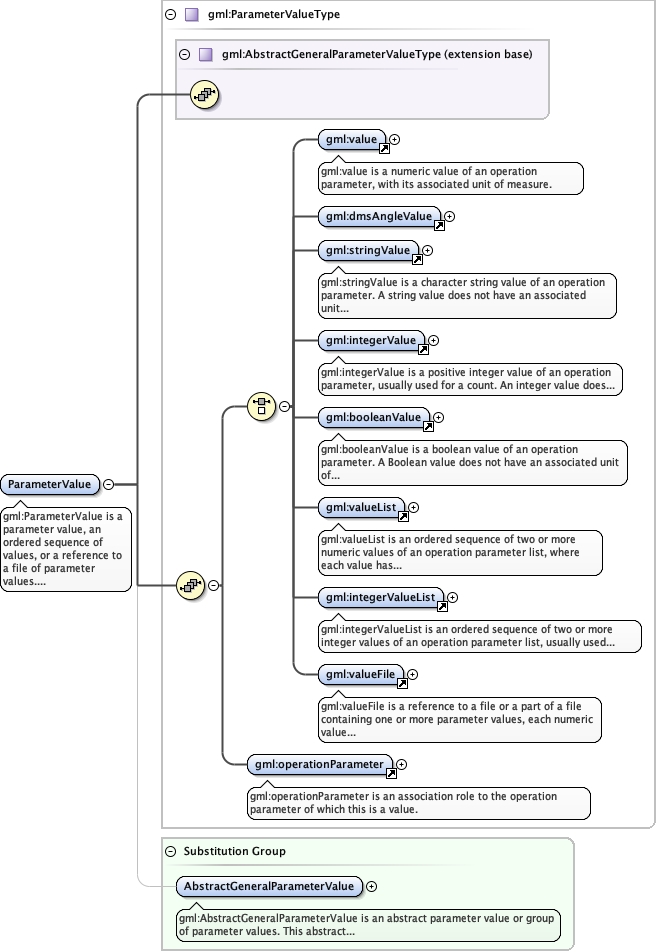 gml:ParameterValueType
gml:AbstractGeneralParameterValueType (extension base)
gml:value
gml:value is a numeric value of an operation
parameter, with its associated unit of measure.
gml:dmsAngleValue
gml:stringValue
gml:stringValue is a character string value of an operation
parameter. A string value does not have an associated
unit...
gml:integerValue
gml:integerValue is a positive integer value of an operation
parameter, usually used for a count. An integer value does...
gml:booleanValue
gml:booleanValue is a boolean value of an operation
parameter. A Boolean value does not have an associated unit
of...
ParameterValue
gml:ParameterValue is a
parameter value, an
ordered sequence of
values, or a reference to
a file of parameter
values....
gml:valueList
gml:valueList is an ordered sequence of two or more
numeric values of an operation parameter list, where
each value has...
gml:integerValueList
gml:integerValueList is an ordered sequence of two or more
integer values of an operation parameter list, usually used...
gml:valueFile
gml:valueFile is a reference to a file or a part of a file
containing one or more parameter values, each numeric
value...
gml:operationParameter
gml:operationParameter is an association role to the operation
parameter of which this is a value.
Substitution Group
AbstractGeneralParameterValue
gml:AbstractGeneralParameterValue is an abstract parameter value or group
of parameter values. This abstract...